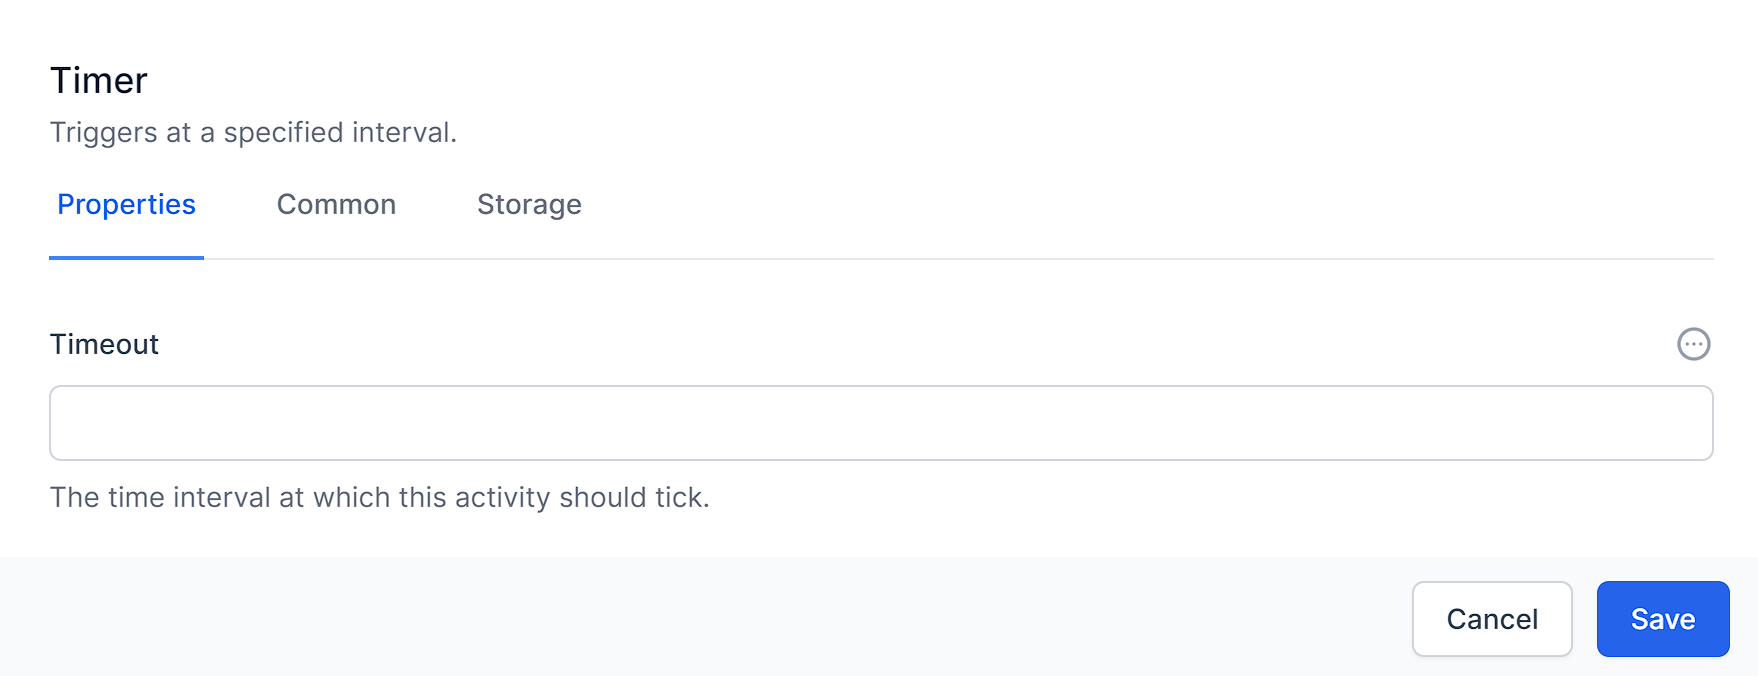 Timer
Triggers at a specified interval.
Properties Common Storage
Timeout
The time interval at which this activity should tick.
Cancel Save